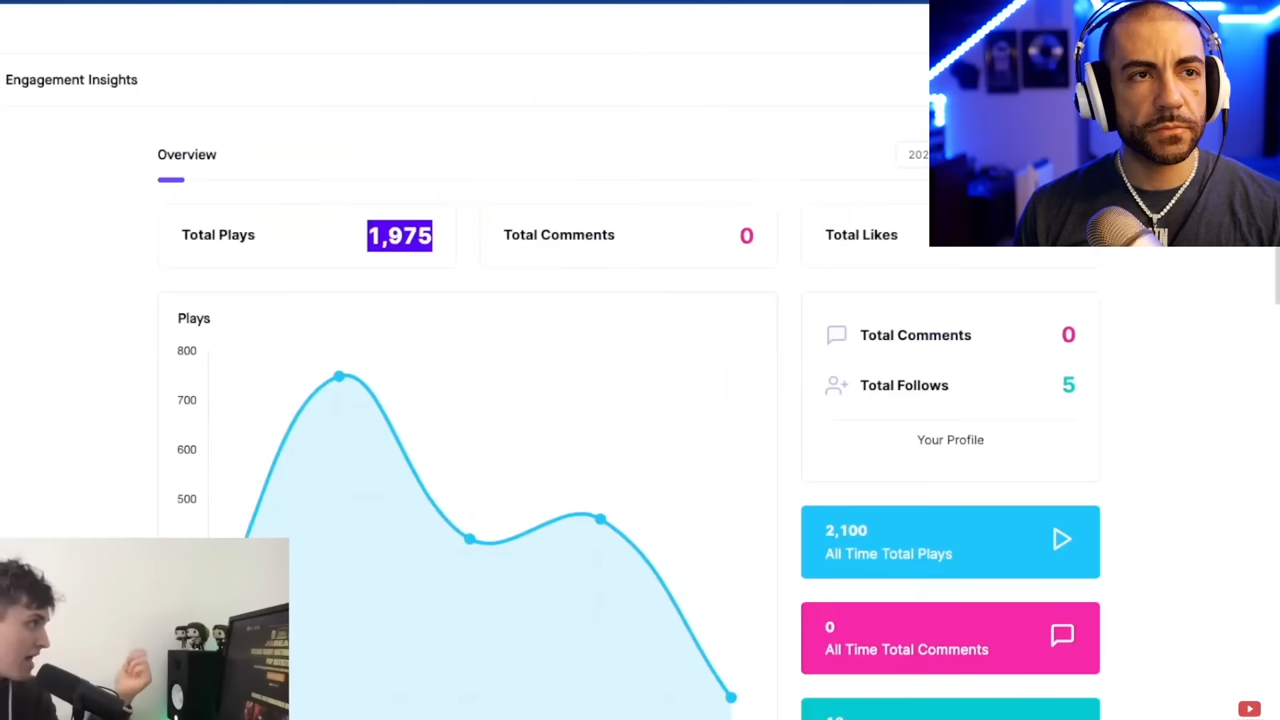 Engagement Insights
Overview
202
Total Plays
1,975
Total Comments
0
Total Likes
Plays
800
700
600
500
Total Comments
0
Total Follows
5
Your Profile
2,100
All Time Total Plays
0
All Time Total Comments